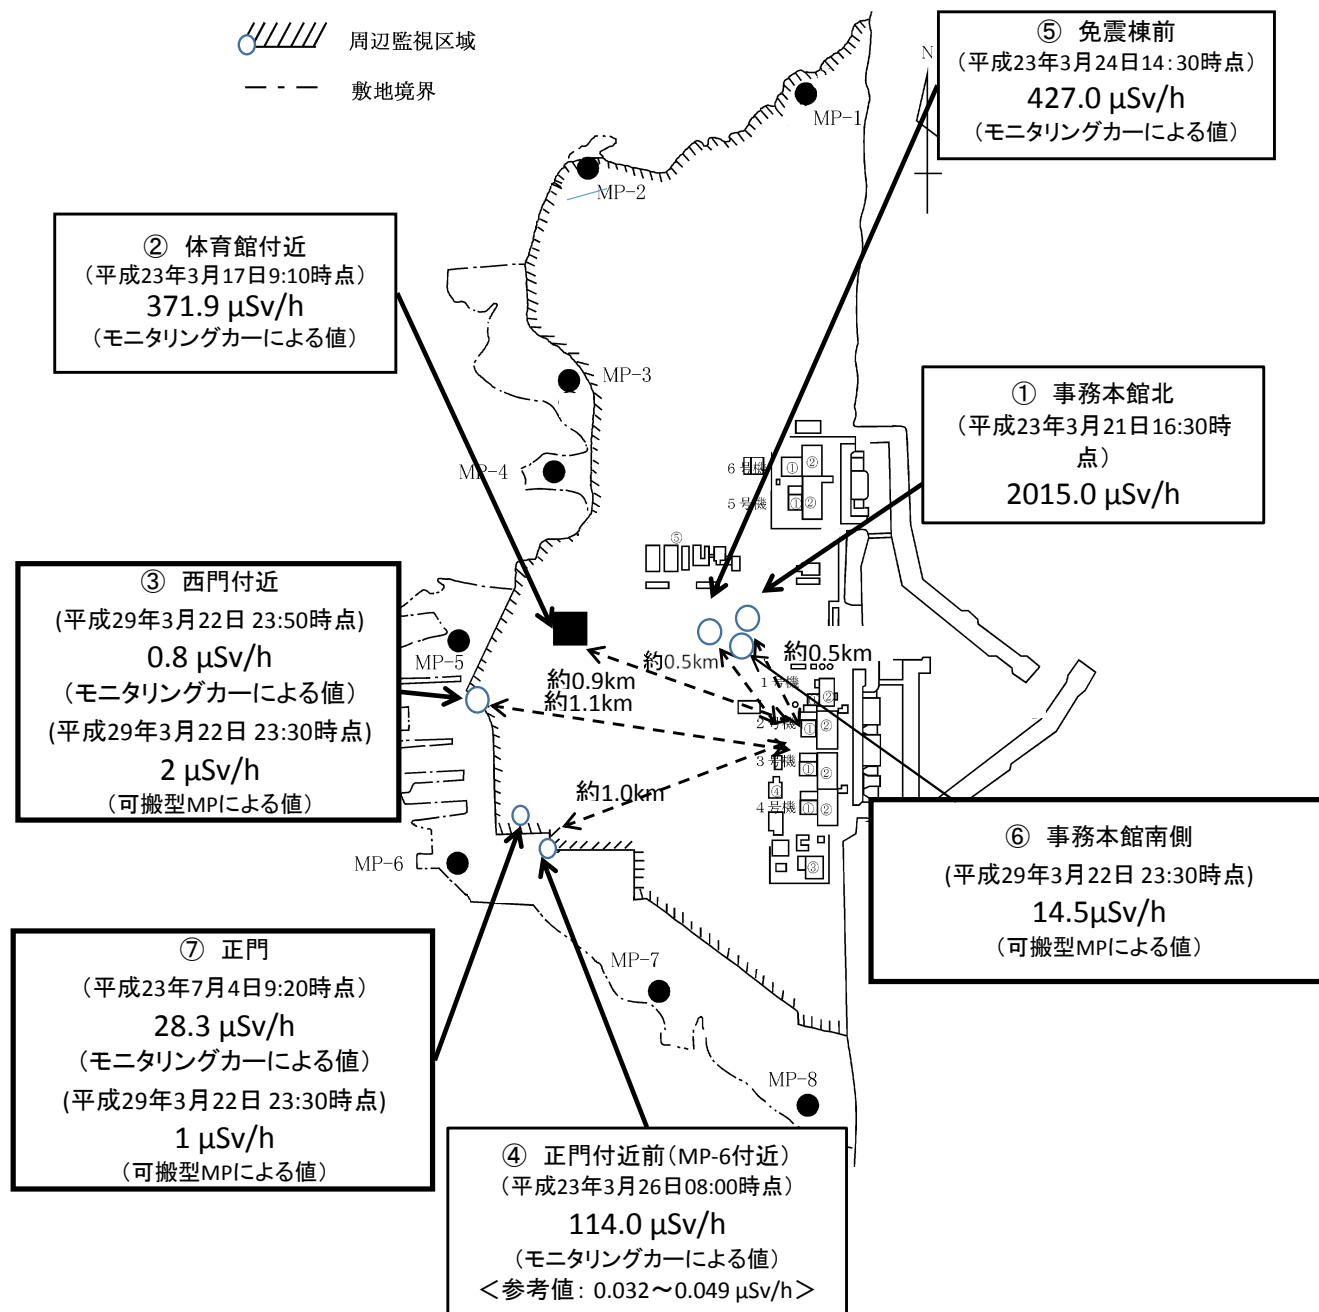 周辺監視区域
敷地境界
⑤ 免震棟前
(平成23年3月24日14:30時点)
427.0 μSv/h
(モニタリングカーによる値)
N
MP-1
MP-2
② 体育館付近
(平成23年3月17日9:10時点)
371.9 μSv/h
(モニタリングカーによる値)
MP-3
① 事務本館北
(平成23年3月21日16:30時
点)
2015.0 μSv/h
MP-4
6号機
① ②
5号機
① ②
⑤
③ 西門付近
(平成29年3月22日 23:50時点)
0.8 μSv/h
(モニタリングカーによる値)
(平成29年3月22日 23:30時点)
2 μSv/h
(可搬型MPによる値)
MP-5
約0.5km
約0.5km
約0.9km
約1.1km
1号機
②
2号機
① ②
3号機
① ②
約1.0km
④
4号機
① ②
③
MP-6
⑥ 事務本館南側
(平成29年3月22日 23:30時点)
14.5μSv/h
(可搬型MPによる値)
⑦ 正門
(平成23年7月4日9:20時点)
28.3 μSv/h
(モニタリングカーによる値)
(平成29年3月22日 23:30時点)
1 μSv/h
(可搬型MPによる値)
MP-7
MP-8
④ 正門付近前(MP-6付近)
(平成23年3月26日08:00時点)
114.0 μSv/h
(モニタリングカーによる値)
<参考値: 0.032~0.049 μSv/h>